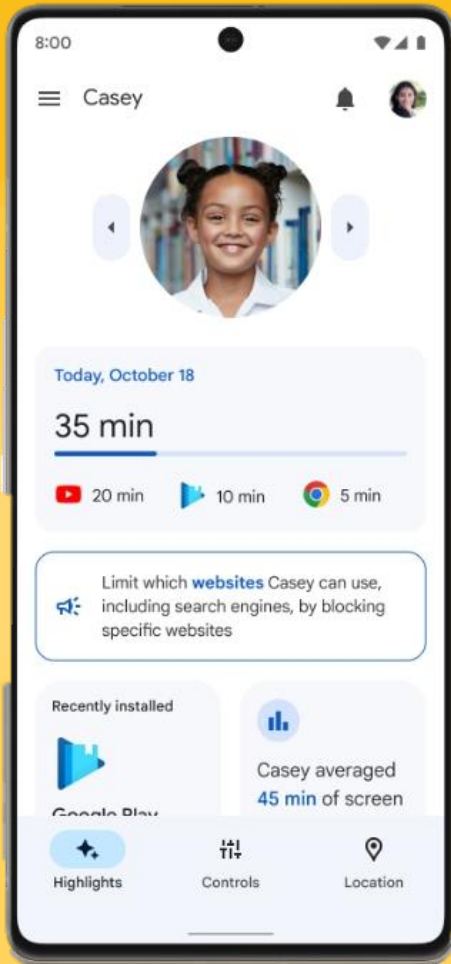 8:00
Casey
Today, October 18
35 min
20 min
10 min
5 min
Limit which websites Casey can use,
including search engines, by blocking
specific websites
Recently installed
Google Play
Casey averaged
45 min of screen
Highlights
Controls
Location